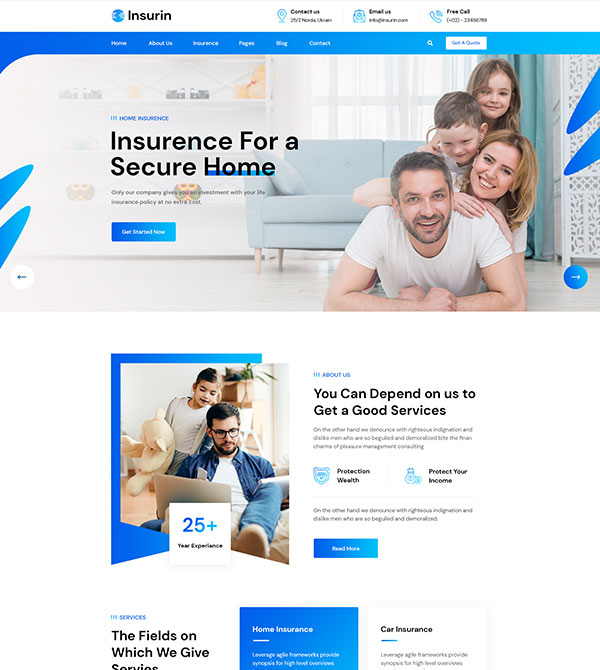 Insurin
Contact us
25/2 Norda, Ukrain
Email us
info@insurin.com
Free Call
(+02) - 23456789
Home
About Us
Insurence
Pages
Blog
Contact
Get A Quote
!!! HOME INSURENCE
Insurence For a
Secure Home
Only our company gives you an investment with your life
insurance policy at no extra cost.
Get Started Now
25+
Year Experiance
!!! ABOUT US
You Can Depend on us to
Get a Good Services
On the other hand we denounce with righteous indignation and
dislike men who are so beguiled and demoralized bite the finan
charms of pleasure management consulting
Protection
Wealth
Protect Your
Income
On the other hand we denounce with righteous indignation and
dislike men who are so beguiled and demoralized.
Read More
!!! SERVICES
The Fields on
Which We Give
Servies
Home Insurance
Leverage agile frameworks provide
synopsis for high level overviews
Car Insurance
Leverage agile frameworks provide
synopsis for high level overviews